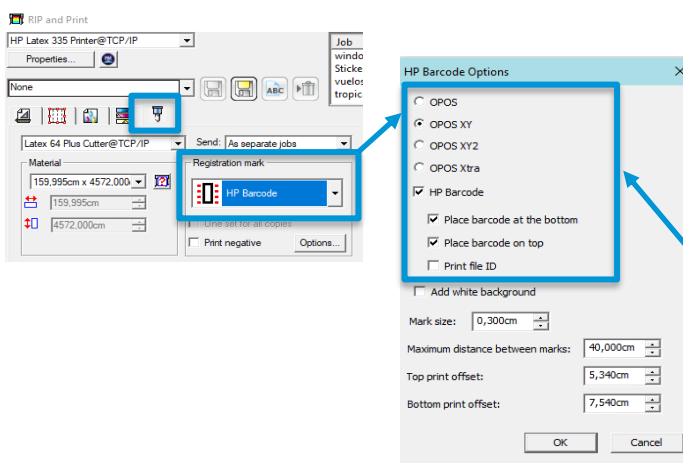 RIP and Print
HP Latex 335 Printer@TCP/IP
Properties...
None
ABC
Job
windo
Sticke
vuelos
tropic
Latex 64 Plus Cutter@TCP/IP
Send: As separate jobs
Material
159,995cm x 4572,000
159,995cm
4572,000cm
Registration mark
HP Barcode
One set for all copies
Print negative
Options...
HP Barcode Options
OPOS
OPOS XY
OPOS XY2
OPOS Xtra
HP Barcode
Place barcode at the bottom
Place barcode on top
Print file ID
Add white background
Mark size: 0,300cm
Maximum distance between marks: 40,000cm
Top print offset: 5,340cm
Bottom print offset: 7,540cm
OK Cancel